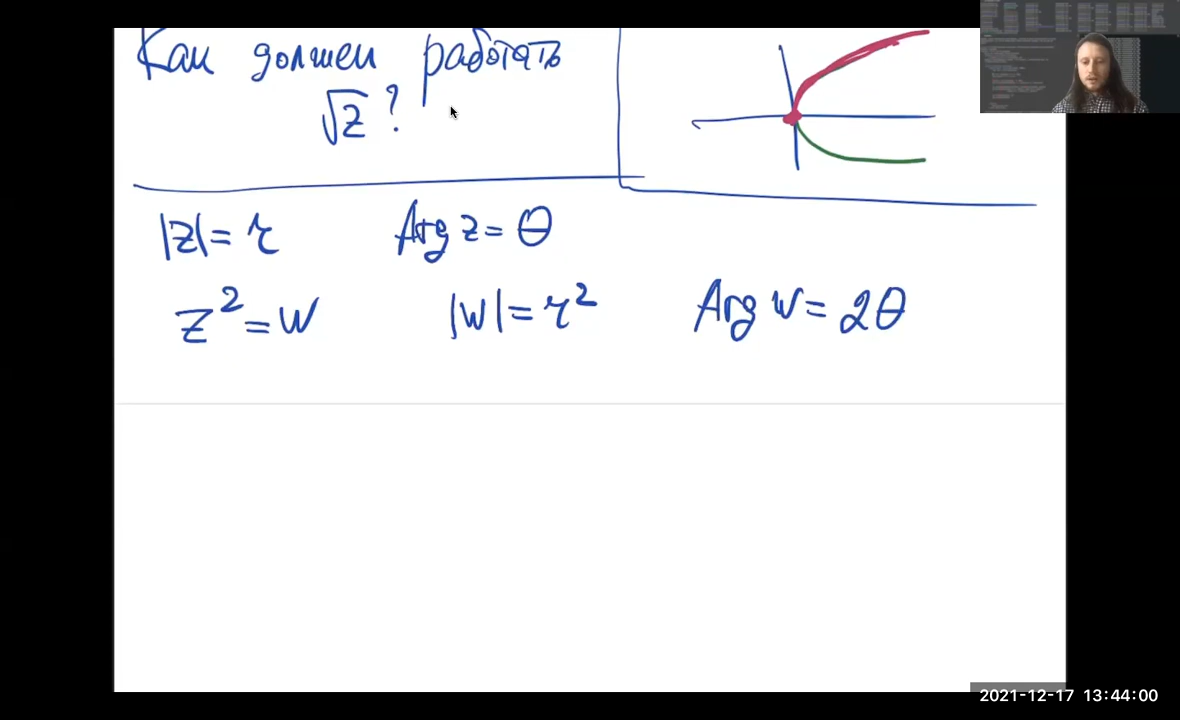 Как должен работать
√z ?
|z| = r Arg z = θ
z² = w |w| = r² Arg w = 2θ
2021-12-17 13:44:00